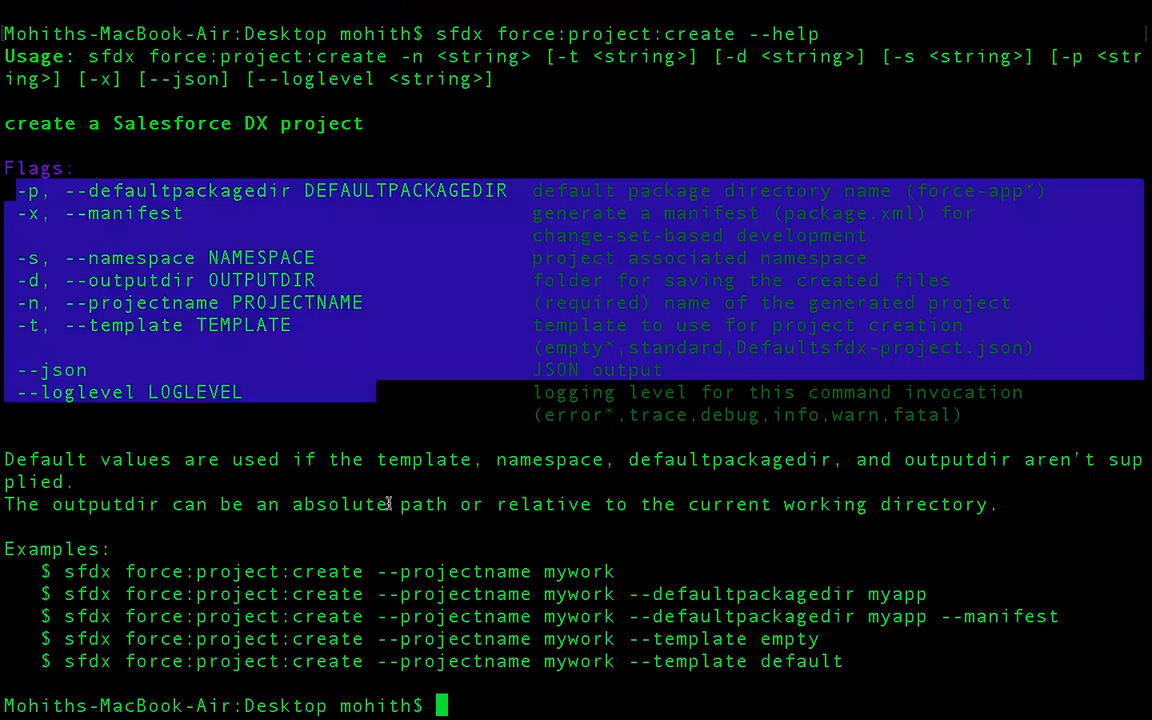 Mohiths-MacBook-Air:Desktop mohith$ sfdx force:project:create --help
Usage: sfdx force:project:create -n <string> [-t <string>] [-d <string>] [-s <string>] [-p <str
ing>] [-x] [--json] [--loglevel <string>]
create a Salesforce DX project
Flags:
-p, --defaultpackagedir DEFAULTPACKAGEDIR default package directory name (force-app*)
-x, --manifest generate a manifest (package.xml) for
change-set-based development
-s, --namespace NAMESPACE project associated namespace
-d, --outputdir OUTPUTDIR folder for saving the created files
-n, --projectname PROJECTNAME (required) name of the generated project
-t, --template TEMPLATE template to use for project creation
(empty*,standard,Defaultsfdx-project.json)
--json JSON output
--loglevel LOGLEVEL logging level for this command invocation
(error*,trace,debug,info,warn,fatal)
Default values are used if the template, namespace, defaultpackagedir, and outputdir aren't sup
plied.
The outputdir can be an absolute path or relative to the current working directory.
Examples:
$ sfdx force:project:create --projectname mywork
$ sfdx force:project:create --projectname mywork --defaultpackagedir myapp
$ sfdx force:project:create --projectname mywork --defaultpackagedir myapp --manifest
$ sfdx force:project:create --projectname mywork --template empty
$ sfdx force:project:create --projectname mywork --template default
Mohiths-MacBook-Air:Desktop mohith$